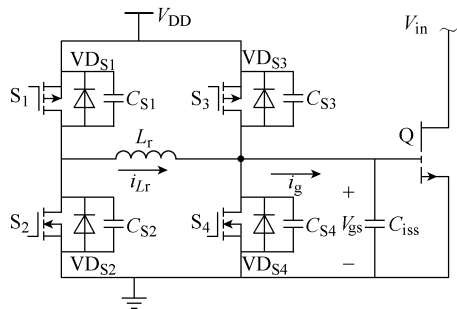 V_DD
V_in
VD_S1
VD_S3
S_1
C_S1
S_3
C_S3
Q
L_r
i_Lr
i_g
+
S_2
C_S2
S_4
C_S4
V_gs
C_iss
VD_S2
VD_S4
−